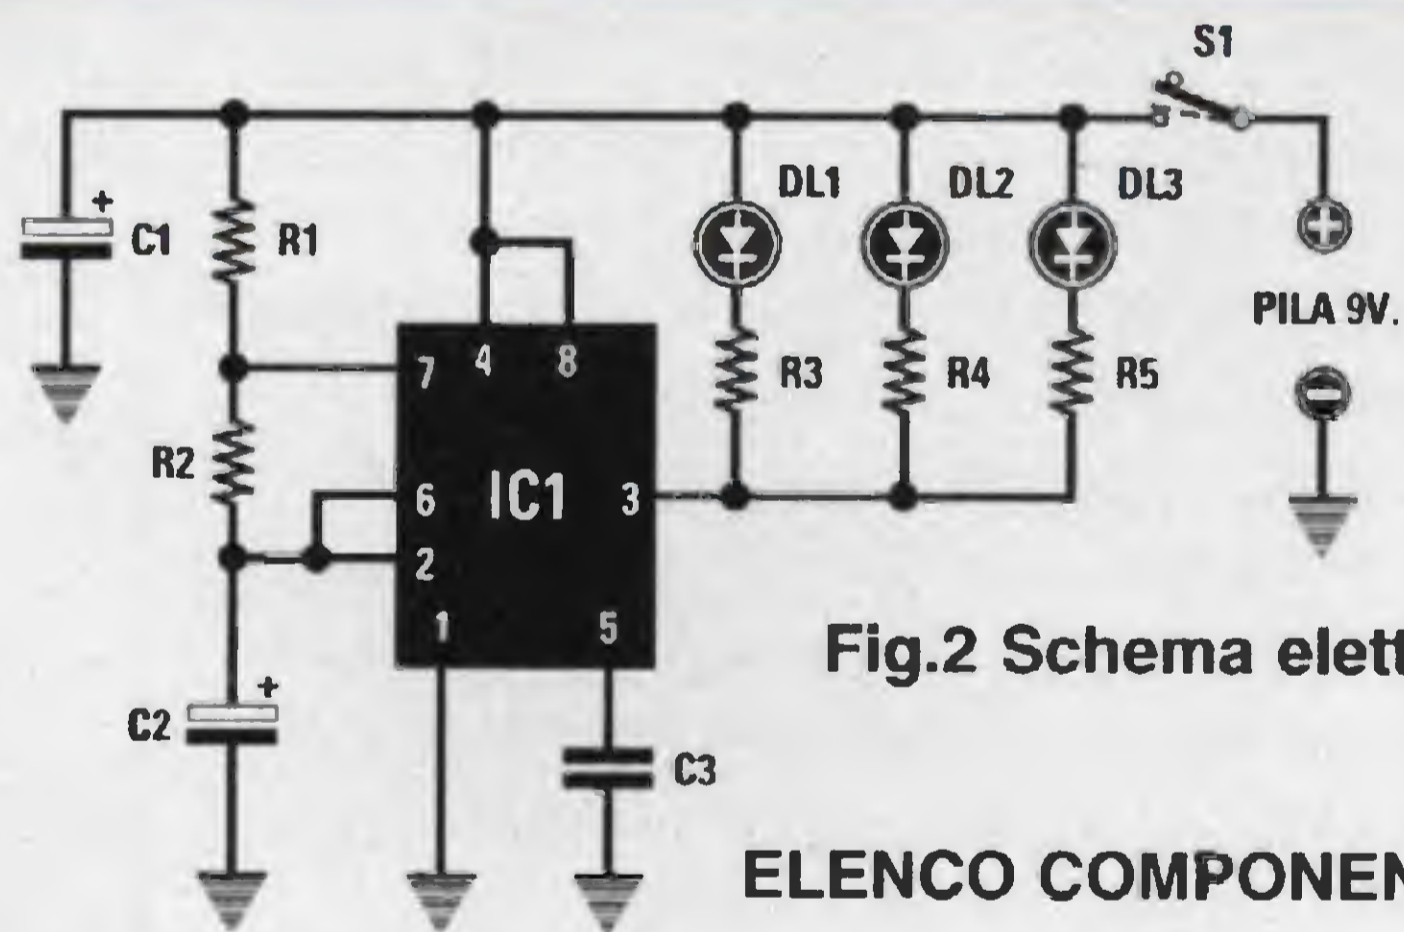 S1
DL1 DL2 DL3
+ C1 R1
PILA 9V.
7 4 8
R3 R4 R5
R2
6 IC1 3
2
1 5
Fig.2 Schema elett
+
C2
C3
ELENCO COMPONEN